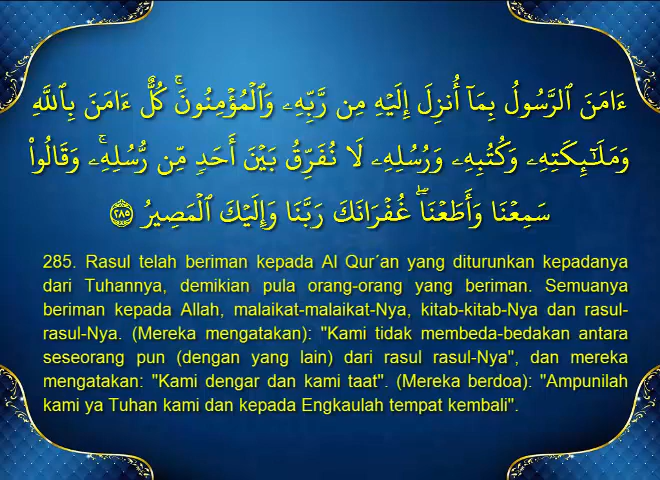 ءَامَنَ ٱلرَّسُولُ بِمَآ أُنزِلَ إِلَيۡهِ مِن رَّبِّهِۦ وَٱلۡمُؤۡمِنُونَۚ كُلٌّ ءَامَنَ بِٱللَّهِ
وَمَلَٰٓئِكَتِهِۦ وَكُتُبِهِۦ وَرُسُلِهِۦ لَا نُفَرِّقُ بَيۡنَ أَحَدٖ مِّن رُّسُلِهِۦۚ وَقَالُواْ
سَمِعۡنَا وَأَطَعۡنَاۖ غُفۡرَانَكَ رَبَّنَا وَإِلَيۡكَ ٱلۡمَصِيرُ ۝٢٨٥
285. Rasul telah beriman kepada Al Qur´an yang diturunkan kepadanya
dari Tuhannya, demikian pula orang-orang yang beriman. Semuanya
beriman kepada Allah, malaikat-malaikat-Nya, kitab-kitab-Nya dan rasul-
rasul-Nya. (Mereka mengatakan): "Kami tidak membeda-bedakan antara
seseorang pun (dengan yang lain) dari rasul rasul-Nya", dan mereka
mengatakan: "Kami dengar dan kami taat". (Mereka berdoa): "Ampunilah
kami ya Tuhan kami dan kepada Engkaulah tempat kembali".